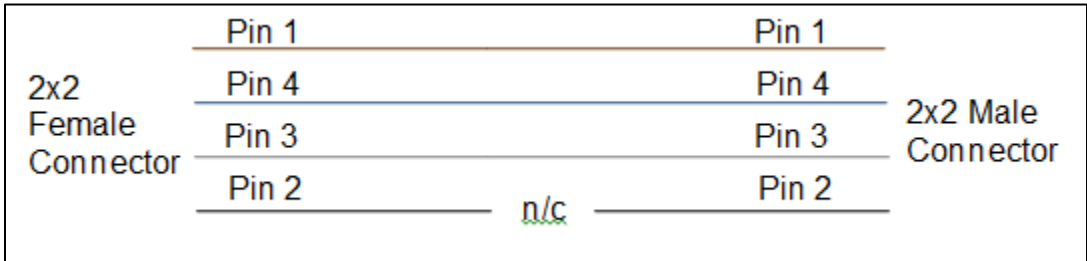 Pin 1 Pin 1
Pin 4 Pin 4
2x2
Female
Connector
2x2 Male
Connector
Pin 3 Pin 3
Pin 2 Pin 2
n/c